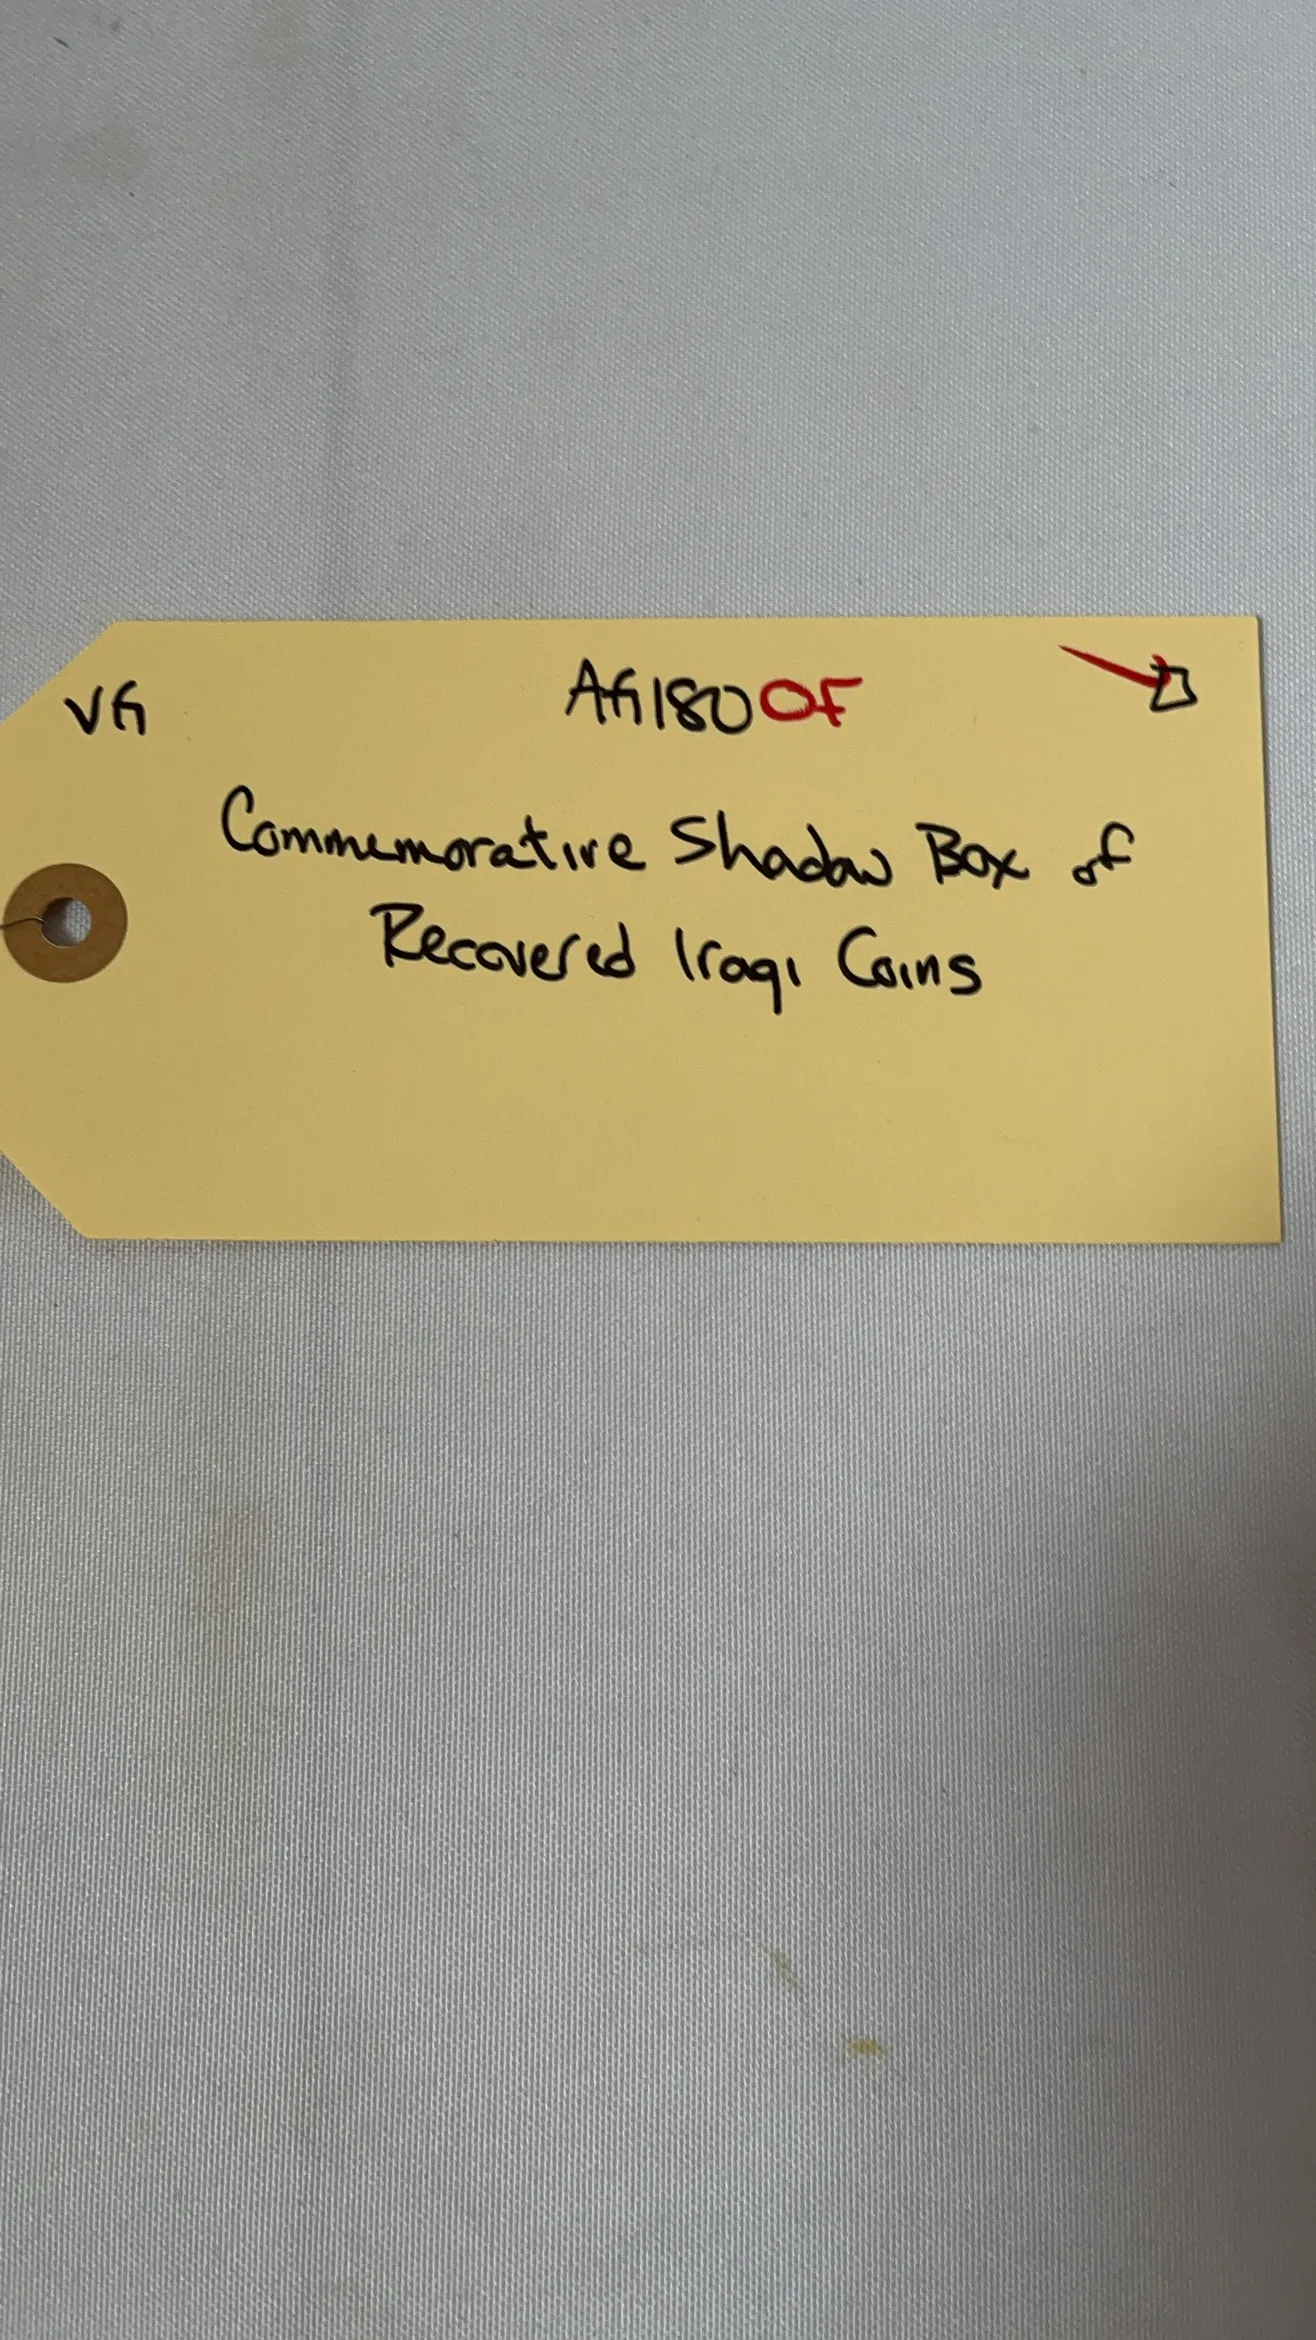 VG
AG180OF
Commemorative Shadow Box of
Recovered Iraqi Coins